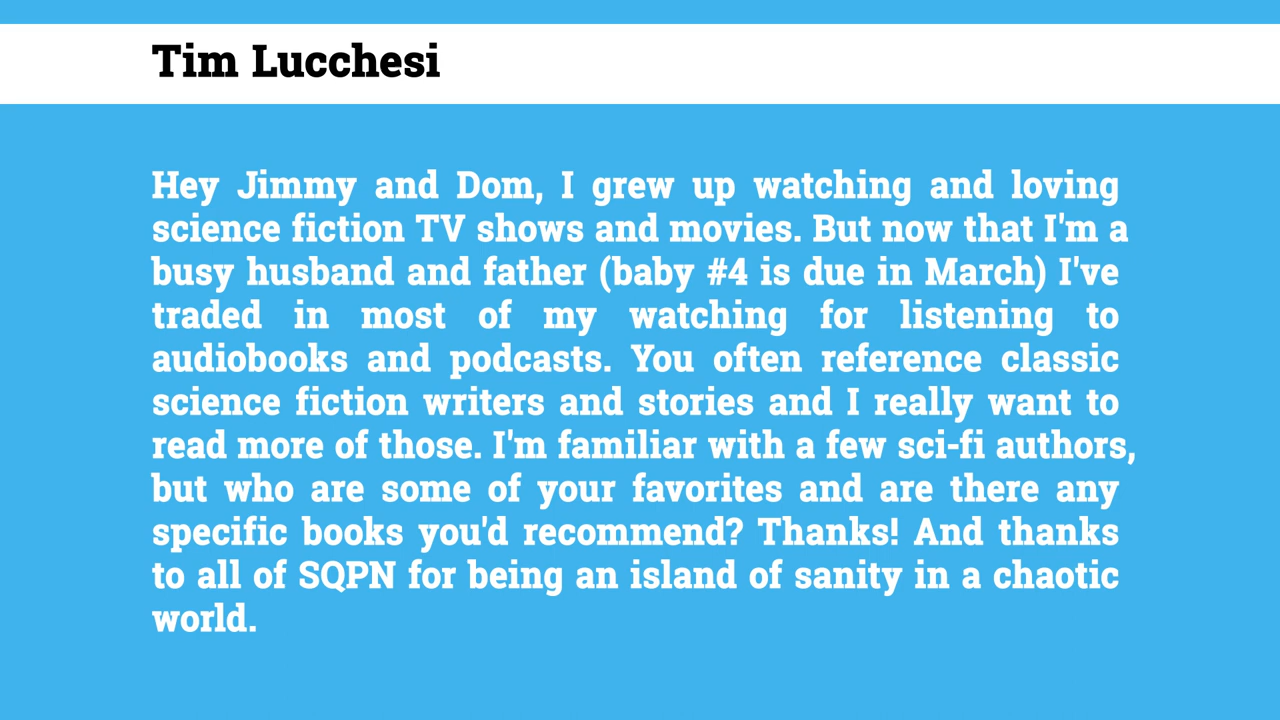 Tim Lucchesi
Hey Jimmy and Dom, I grew up watching and loving
science fiction TV shows and movies. But now that I'm a
busy husband and father (baby #4 is due in March) I've
traded in most of my watching for listening to
audiobooks and podcasts. You often reference classic
science fiction writers and stories and I really want to
read more of those. I'm familiar with a few sci-fi authors,
but who are some of your favorites and are there any
specific books you'd recommend? Thanks! And thanks
to all of SQPN for being an island of sanity in a chaotic
world.